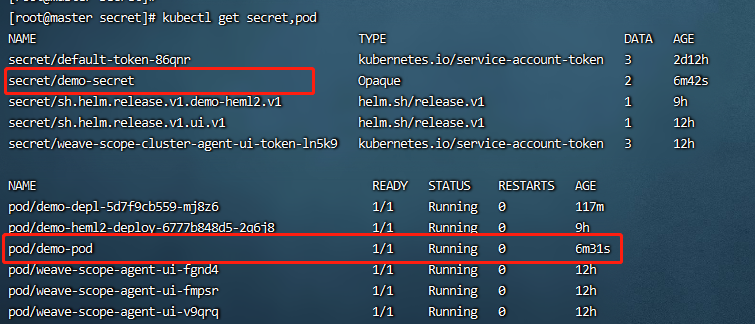 [root@master secret]# kubectl get secret,pod
NAME TYPE DATA AGE
secret/default-token-86qnr kubernetes.io/service-account-token 3 2d12h
secret/demo-secret Opaque 2 6m42s
secret/sh.helm.release.v1.demo-heml2.v1 helm.sh/release.v1 1 9h
secret/sh.helm.release.v1.ui.v1 helm.sh/release.v1 1 12h
secret/weave-scope-cluster-agent-ui-token-ln5k9 kubernetes.io/service-account-token 3 12h
NAME READY STATUS RESTARTS AGE
pod/demo-depl-5d7f9cb559-mj8z6 1/1 Running 0 117m
pod/demo-heml2-deploy-6777b848d5-2q6j8 1/1 Running 0 9h
pod/demo-pod 1/1 Running 0 6m31s
pod/weave-scope-agent-ui-fgnd4 1/1 Running 0 12h
pod/weave-scope-agent-ui-fmpsr 1/1 Running 0 12h
pod/weave-scope-agent-ui-v9qrq 1/1 Running 0 12h